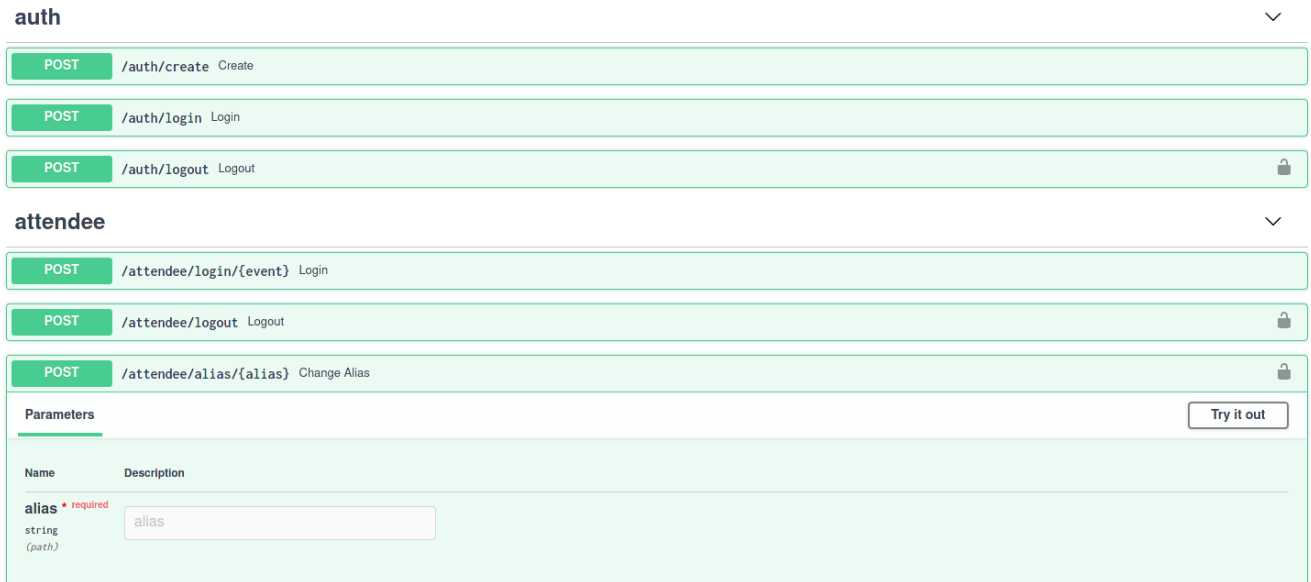 auth
POST /auth/create Create
POST /auth/login Login
POST /auth/logout Logout
attendee
POST /attendee/login/{event} Login
POST /attendee/logout Logout
POST /attendee/alias/{alias} Change Alias
Parameters Try it out
Name Description
alias * required
alias
string
(path)